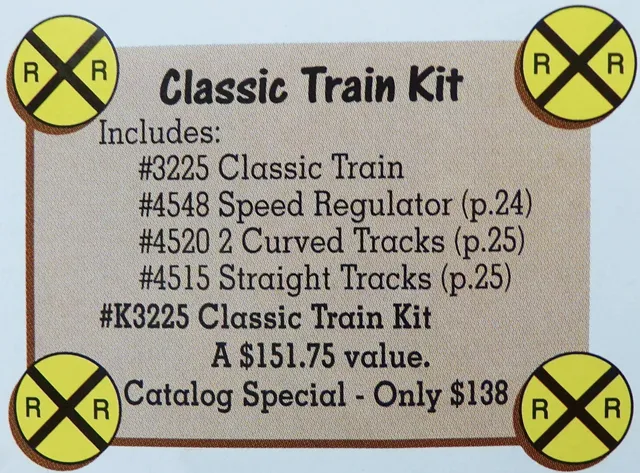 R R
R R
Classic Train Kit
Includes:
#3225 Classic Train
#4548 Speed Regulator (p.24)
#4520 2 Curved Tracks (p.25)
#4515 Straight Tracks (p.25)
#K3225 Classic Train Kit
A $151.75 value.
Catalog Special - Only $138
R R
R R